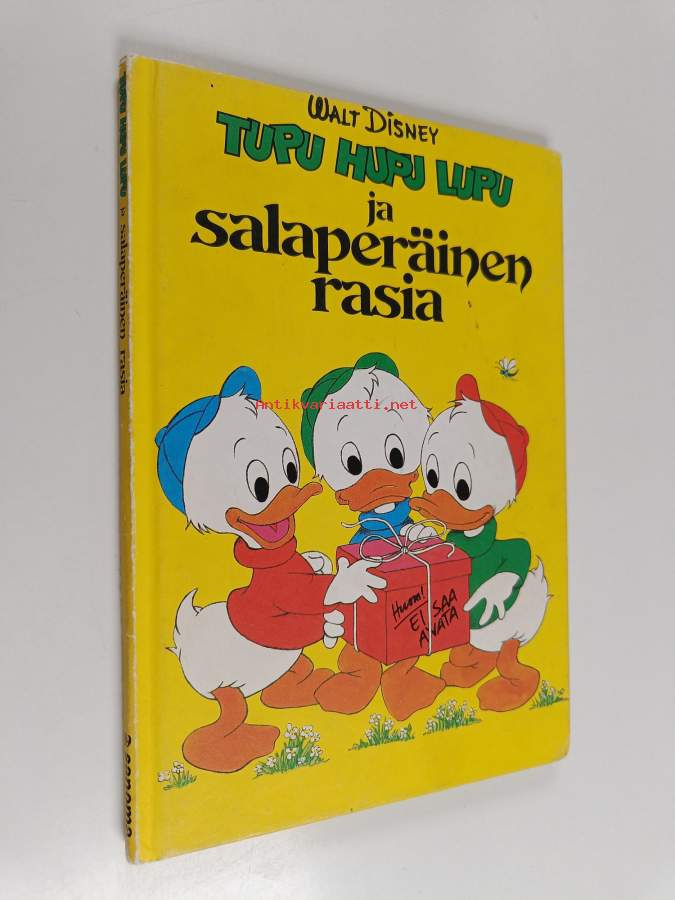 WALT DISNEY
TUPU HUPU LUPU
ja
salaperäinen
rasia
Antikvariaatti.net
Huom!
EI SAA
AVATA
TUPU HUPU LUPU ja salaperäinen rasia
sanoma